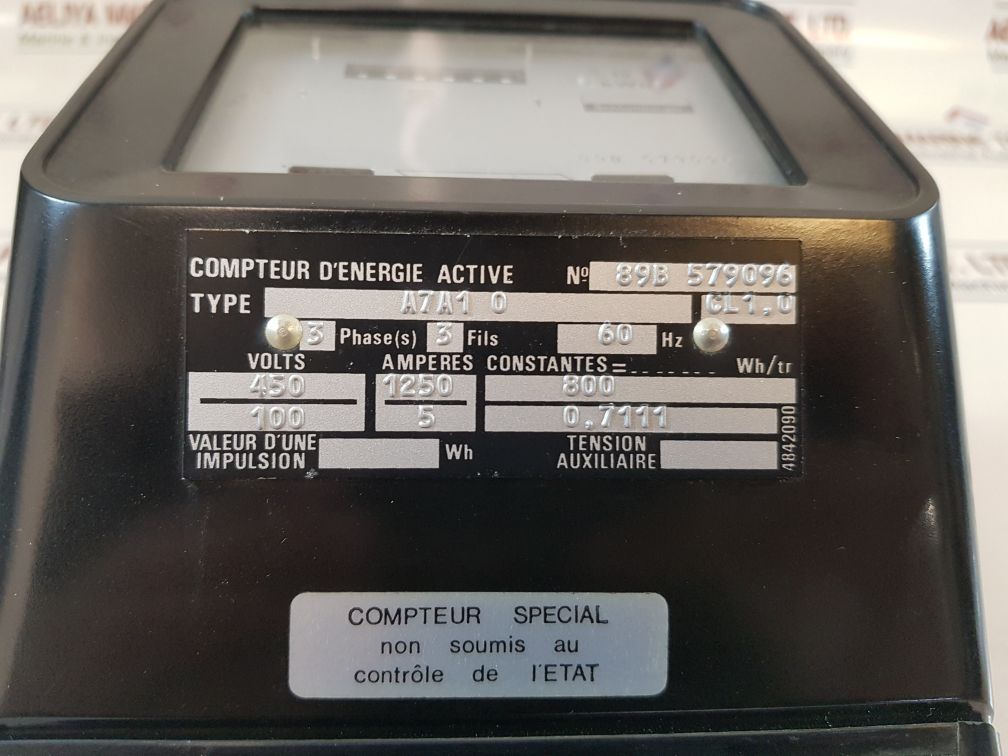 COMPTEUR D'ENERGIE ACTIVE Nº 89B 579096
TYPE A7A1 0 CL1,0
3 Phase(s) 3 Fils 60 Hz
VOLTS AMPERES CONSTANTES=_______ Wh/tr
450 1250 800
100 5 0,7111
VALEUR D'UNE IMPULSION Wh TENSION AUXILIAIRE
4842090
COMPTEUR SPECIAL
non soumis au
contrôle de l'ETAT